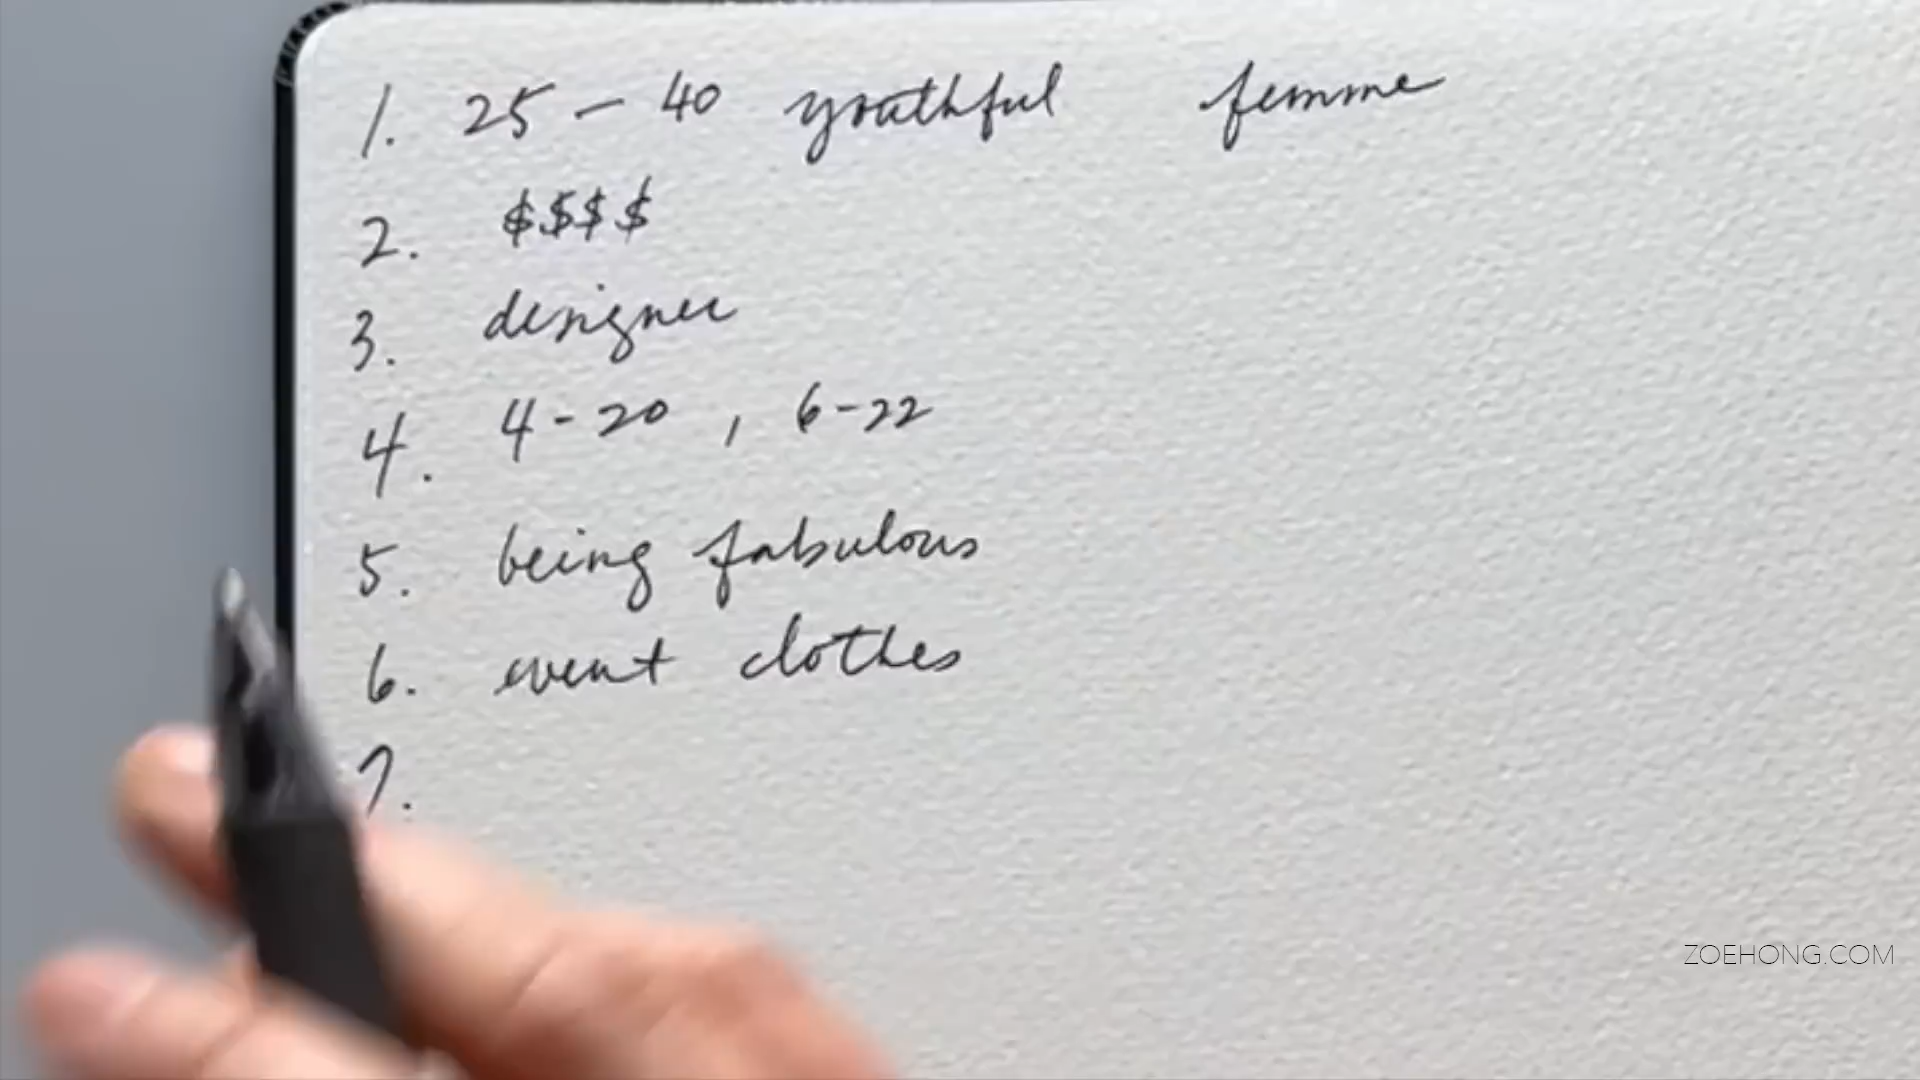 1. 25 - 40 youthful femme
2. $$$$
3. designer
4. 4-20, 6-22
5. being fabulous
6. event clothes
7.
ZOEHONG.COM